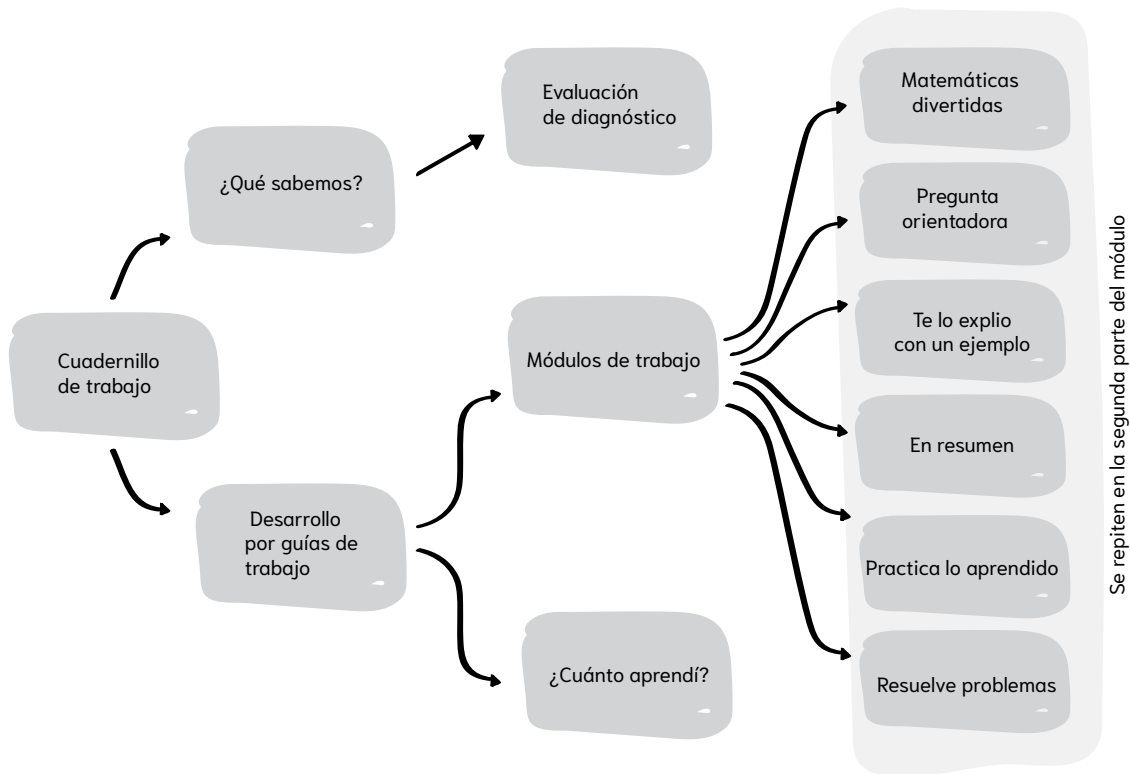 Cuadernillo
de trabajo
¿Qué sabemos?
Evaluación
de diagnóstico
Desarrollo
por guías de
trabajo
Módulos de trabajo
¿Cuánto aprendí?
Matemáticas
divertidas
Pregunta
orientadora
Te lo explio
con un ejemplo
En resumen
Practica lo aprendido
Resuelve problemas
Se repiten en la segunda parte del módulo